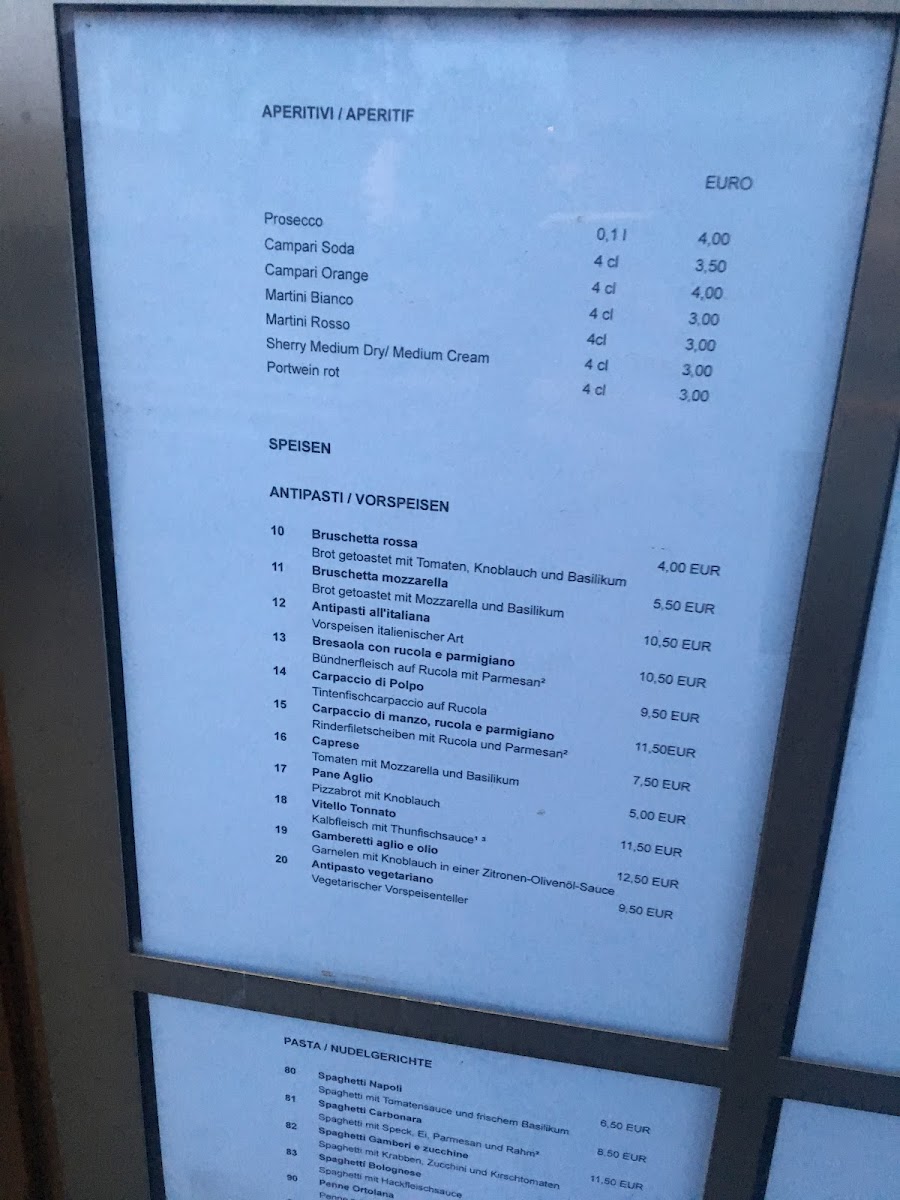 APERITIVI / APERITIF
EURO
Prosecco 0,1 l 4,00
Campari Soda 4 cl 3,50
Campari Orange 4 cl 4,00
Martini Bianco 4 cl 3,00
Martini Rosso 4cl 3,00
Sherry Medium Dry/ Medium Cream 4 cl 3,00
Portwein rot 4 cl 3,00
SPEISEN
ANTIPASTI / VORSPEISEN
10 Bruschetta rossa
Brot getoastet mit Tomaten, Knoblauch und Basilikum 4,00 EUR
11 Bruschetta mozzarella
Brot getoastet mit Mozzarella und Basilikum 5,50 EUR
12 Antipasti all'italiana
Vorspeisen italienischer Art 10,50 EUR
13 Bresaola con rucola e parmigiano
Bündnerfleisch auf Rucola mit Parmesan² 10,50 EUR
14 Carpaccio di Polpo
Tintenfischcarpaccio auf Rucola 9,50 EUR
15 Carpaccio di manzo, rucola e parmigiano
Rinderfiletscheiben mit Rucola und Parmesan² 11,50EUR
16 Caprese
Tomaten mit Mozzarella und Basilikum 7,50 EUR
17 Pane Aglio
Pizzabrot mit Knoblauch 5,00 EUR
18 Vitello Tonnato
Kalbfleisch mit Thunfischsauce¹ ³ 11,50 EUR
19 Gamberetti aglio e olio
Garnelen mit Knoblauch in einer Zitronen-Olivenöl-Sauce 12,50 EUR
20 Antipasto vegetariano
Vegetarischer Vorspeisenteller 9,50 EUR
PASTA / NUDELGERICHTE
80 Spaghetti Napoli
Spaghetti mit Tomatensauce und frischem Basilikum 6,50 EUR
81 Spaghetti Carbonara
Spaghetti mit Speck, Ei, Parmesan und Rahm² 8,50 EUR
82 Spaghetti Gamberi e zucchine
Spaghetti mit Krabben, Zucchini und Kirschtomaten 11,50 EUR
83 Spaghetti Bolognese
Spaghetti mit Hackfleischsauce
90 Penne Ortolana